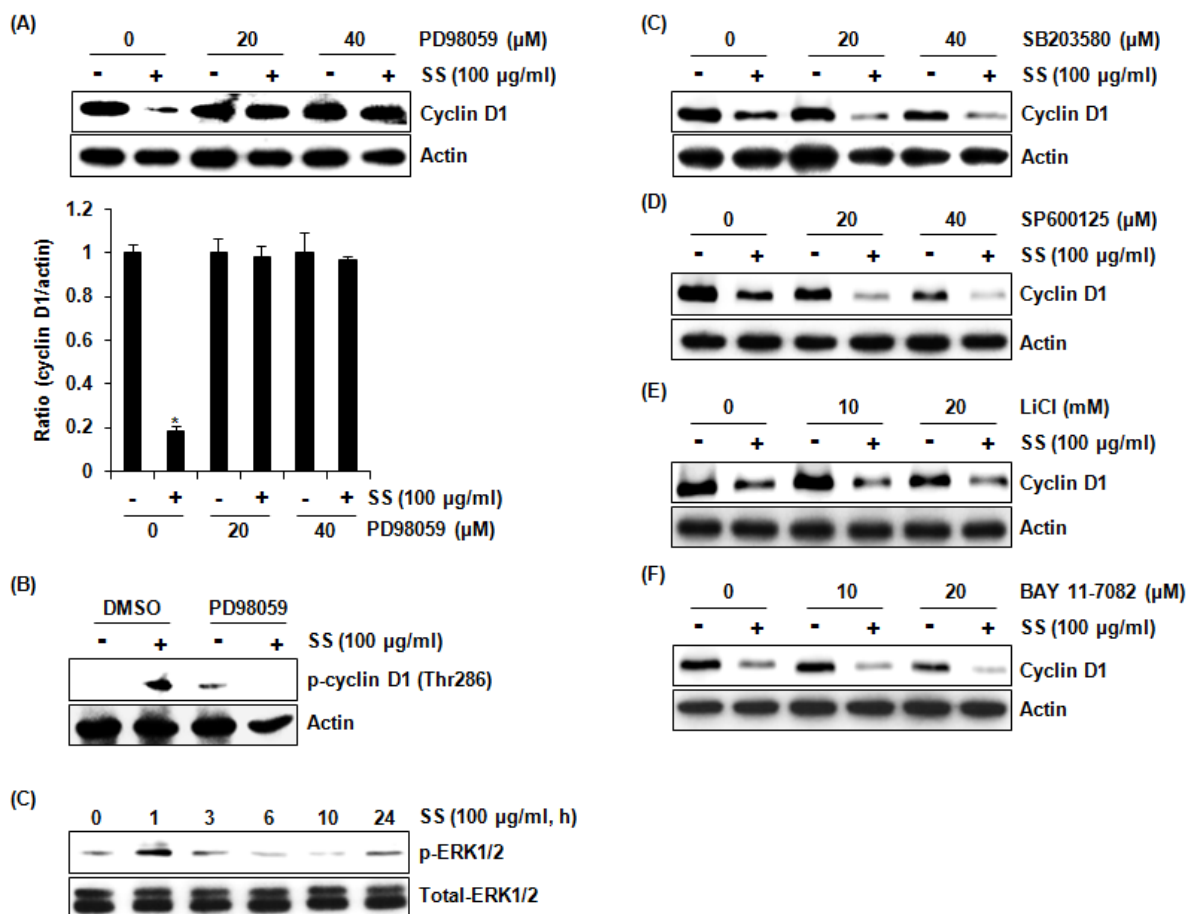 (A)
0 20 40 PD98059 (µM)
- + - + - + SS (100 µg/ml)
Cyclin D1
Actin
Ratio (cyclin D1/actin)
1.2
1
0.8
0.6
0.4
0.2
0
*
- + - + - + SS (100 µg/ml)
0 20 40 PD98059 (µM)
(B)
DMSO PD98059
- + - + SS (100 µg/ml)
p-cyclin D1 (Thr286)
Actin
(C)
0 1 3 6 10 24 SS (100 µg/ml, h)
p-ERK1/2
Total-ERK1/2
(C)
0 20 40 SB203580 (µM)
- + - + - + SS (100 µg/ml)
Cyclin D1
Actin
(D)
0 20 40 SP600125 (µM)
- + - + - + SS (100 µg/ml)
Cyclin D1
Actin
(E)
0 10 20 LiCl (mM)
- + - + - + SS (100 µg/ml)
Cyclin D1
Actin
(F)
0 10 20 BAY 11-7082 (µM)
- + - + - + SS (100 µg/ml)
Cyclin D1
Actin